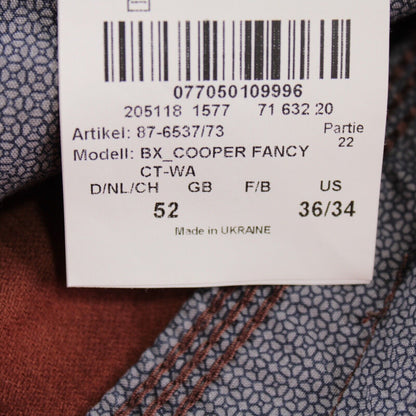 077050109996
205118 1577 71 632 20
Artikel: 87-6537/73 Partie
22
Modell: BX_COOPER FANCY
CT-WA
D/NL/CH GB F/B US
52 36/34
Made in UKRAINE